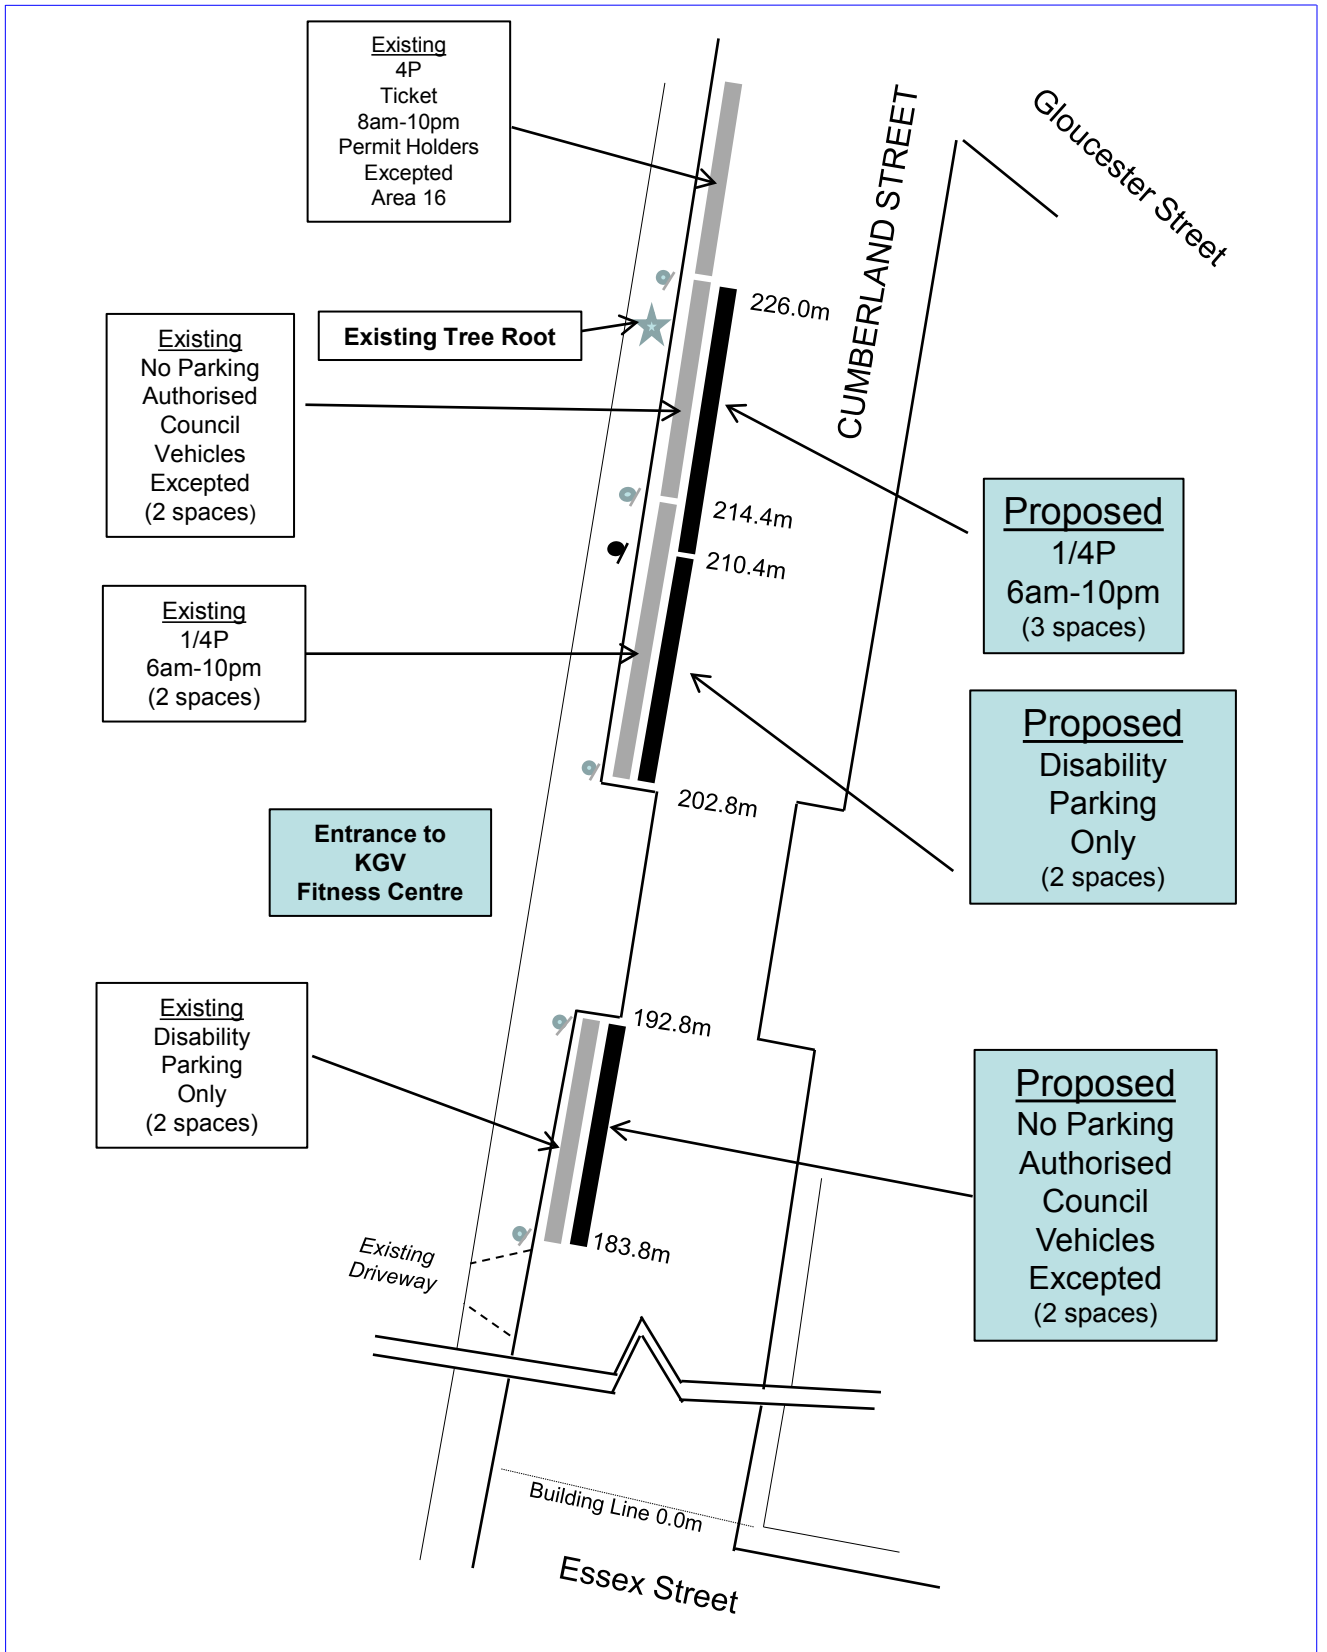 Existing
4P
Ticket
8am-10pm
Permit Holders
Excepted
Area 16
CUMBERLAND STREET
Gloucester Street
226.0m
Existing Tree Root
Existing
No Parking
Authorised
Council
Vehicles
Excepted
(2 spaces)
214.4m
210.4m
Proposed
1/4P
6am-10pm
(3 spaces)
Existing
1/4P
6am-10pm
(2 spaces)
Proposed
Disability
Parking
Only
(2 spaces)
202.8m
Entrance to
KGV
Fitness Centre
192.8m
Existing
Disability
Parking
Only
(2 spaces)
Proposed
No Parking
Authorised
Council
Vehicles
Excepted
(2 spaces)
183.8m
Existing
Driveway
Building Line 0.0m
Essex Street